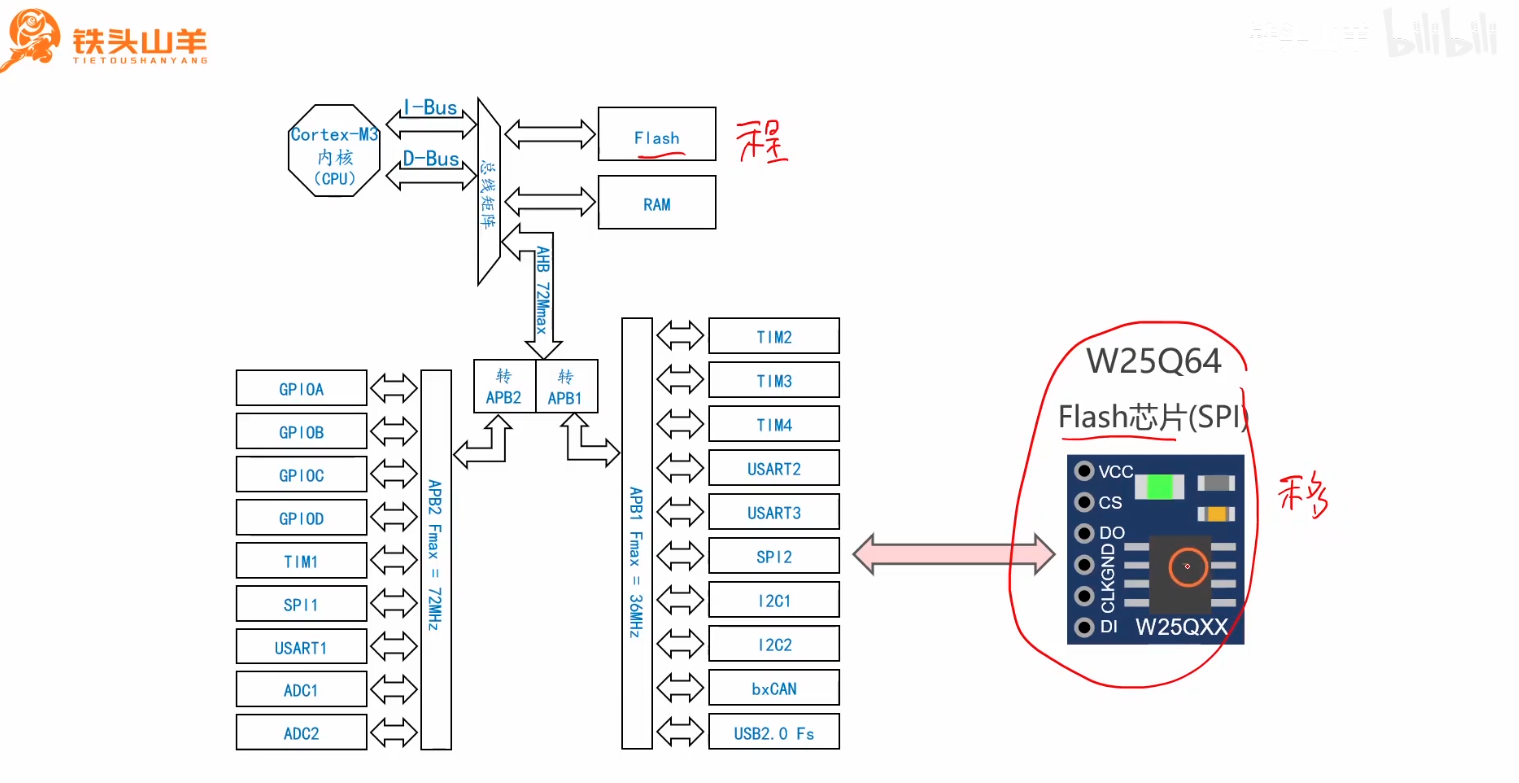 铁头山羊
TIETOUSHANYANG
bilibili
I-Bus
Cortex-M3
内核
(CPU)
D-Bus
总线矩阵
Flash
程
RAM
AHB 72Mmax
转
APB2
转
APB1
GPIOA
GPIOB
GPIOC
GPIOD
TIM1
SPI1
USART1
ADC1
ADC2
APB2 Fmax = 72MHz
APB1 Fmax = 36MHz
TIM2
TIM3
TIM4
USART2
USART3
SPI2
I2C1
I2C2
bxCAN
USB2.0 Fs
W25Q64
Flash芯片(SPI)
VCC
CS
DO
GND
CLK
DI
W25QXX
移